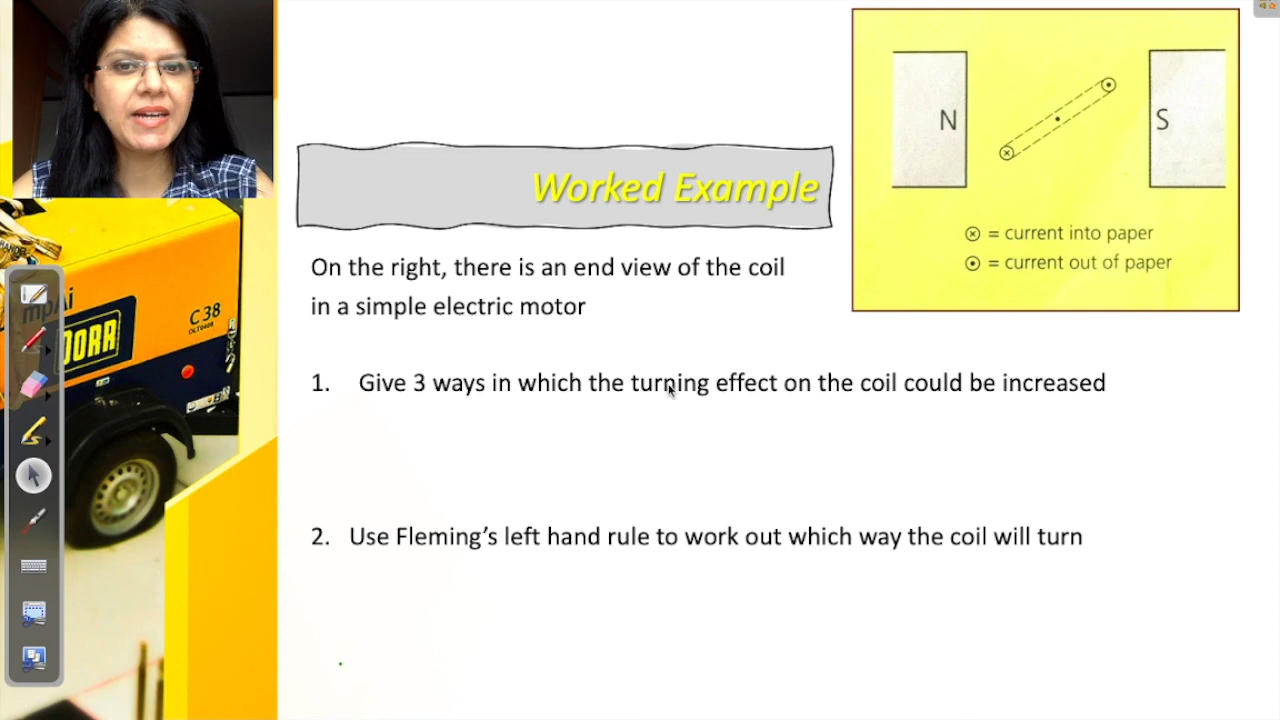 Worked Example
On the right, there is an end view of the coil
in a simple electric motor
1. Give 3 ways in which the turning effect on the coil could be increased
2. Use Fleming's left hand rule to work out which way the coil will turn
N
S
⊗ = current into paper
⊙ = current out of paper
C 38
DORR